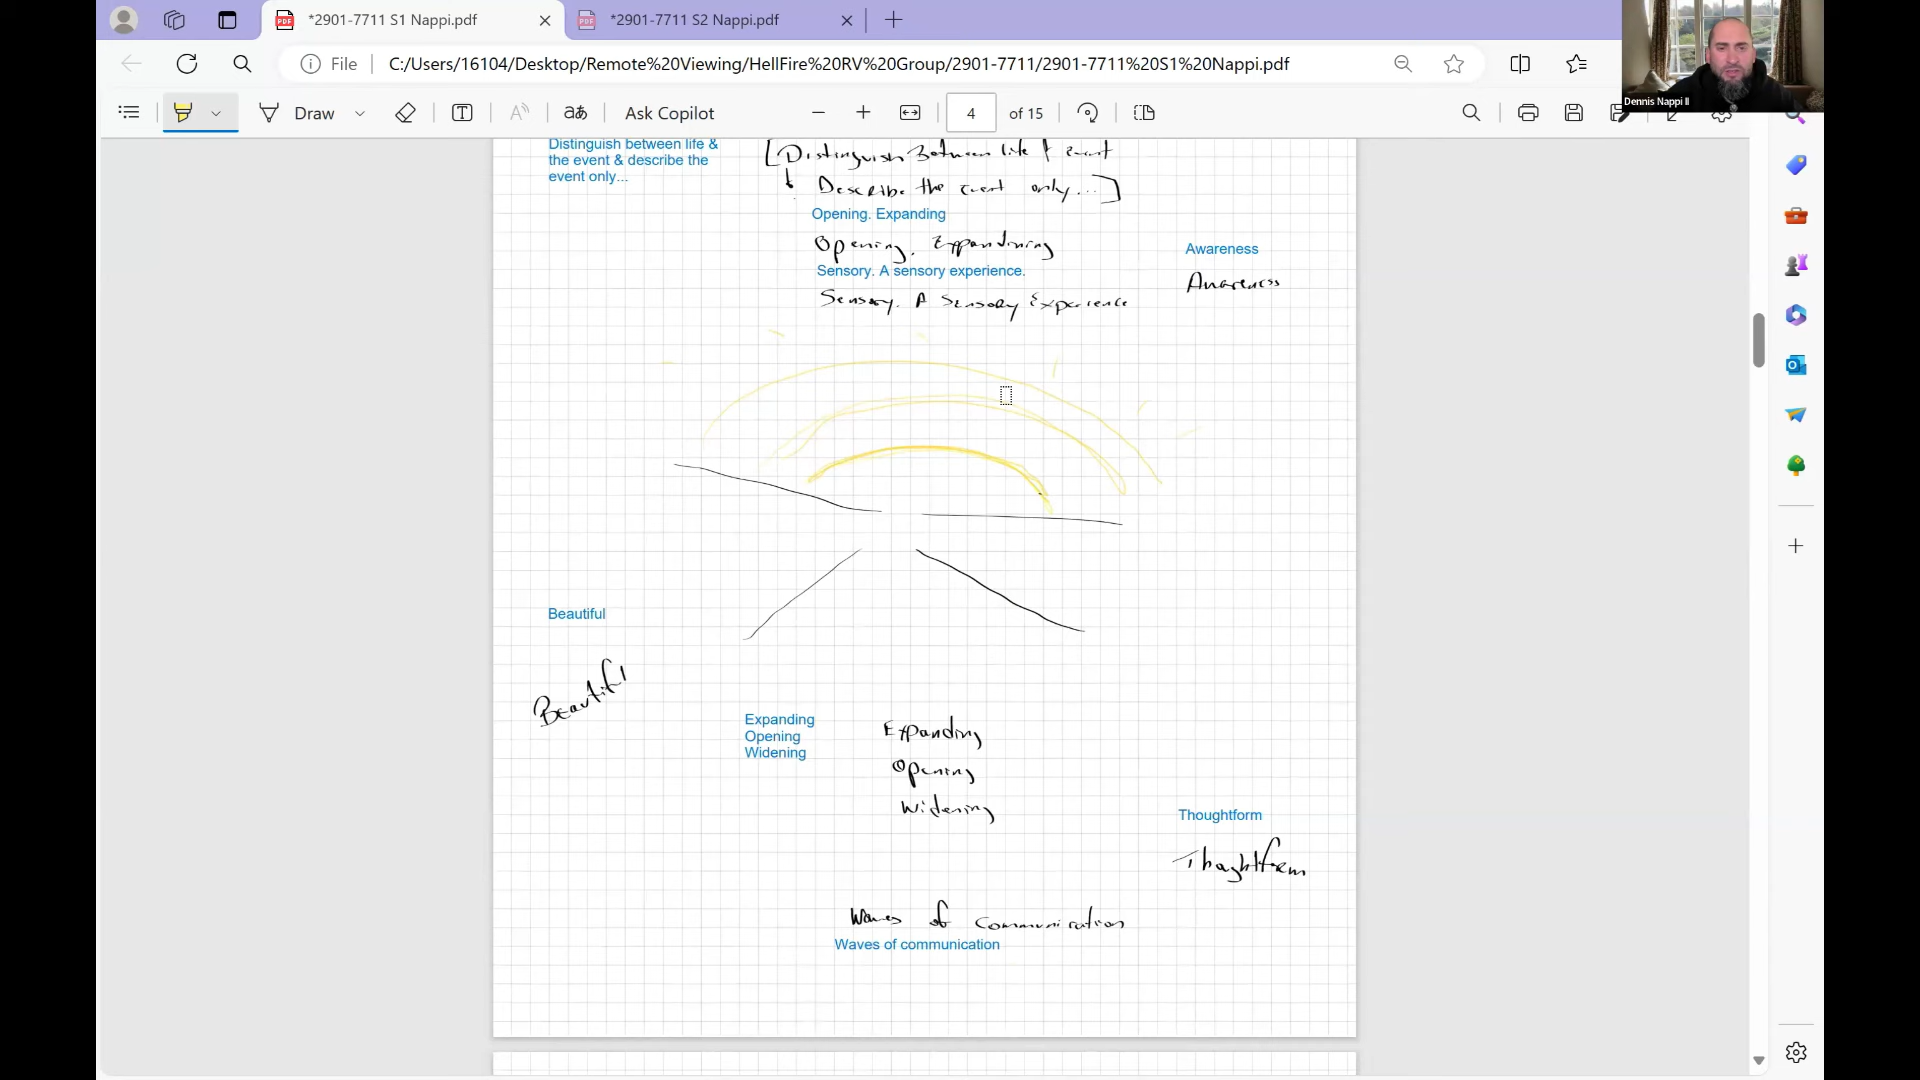 *2901-7711 S1 Nappi.pdf
*2901-7711 S2 Nappi.pdf
File
C:/Users/16104/Desktop/Remote%20Viewing/HellFire%20RV%20Group/2901-7711/2901-7711%20S1%20Nappi.pdf
Dennis Nappi II
Draw
Ask Copilot
4
of 15
Distinguish between life &
the event & describe the
event only...
[Distinguish Between life & event
& Describe the event only...]
Opening. Expanding
Opening. Expandining
Awareness
Awareness
Sensory. A sensory experience.
Sensory. A Sensory Experience
Beautiful
Beautiful
Expanding
Opening
Widening
Expanding
Opening
Widening
Thoughtform
Thoughtform
Waves of Communication
Waves of communication